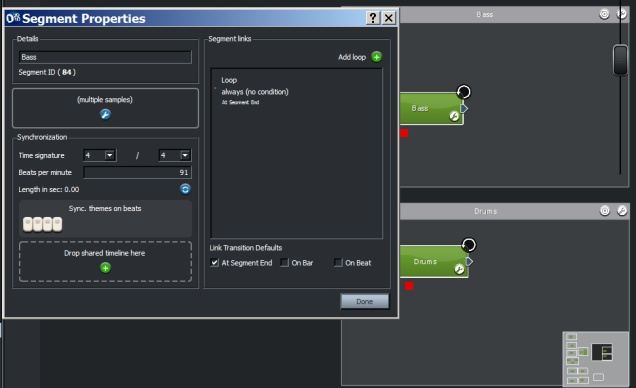 Segment Properties
? X
Details
Bass
Segment ID ( 84 )
(multiple samples)
Synchronization
Time signature 4 / 4
Beats per minute 91
Length in sec: 0.00
Sync. themes on beats
Drop shared timeline here
Segment links
Add loop
Loop
always (no condition)
At Segment End
Link Transition Defaults
At Segment End On Bar On Beat
Done
Bass
Bass
Drums
Drums